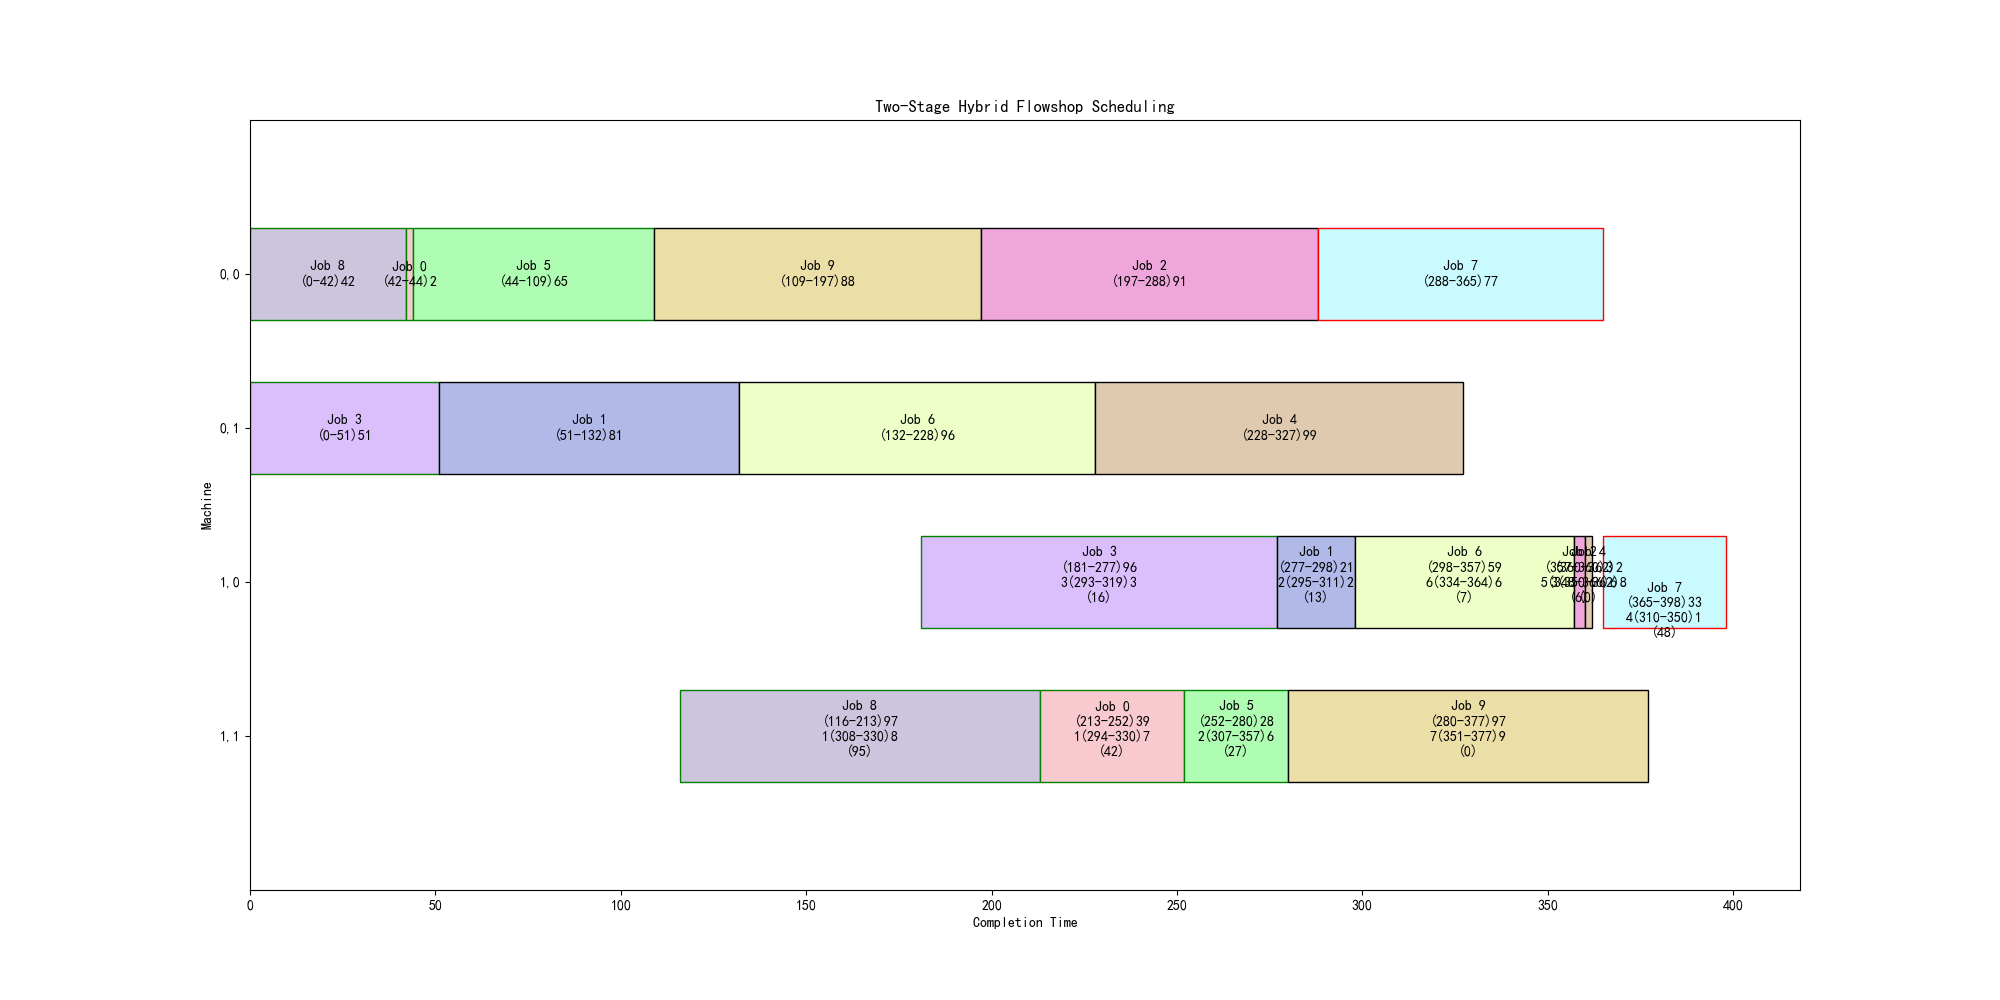 Two-Stage Hybrid Flowshop Scheduling
0,0
Job 8
(0-42)42
Job 0
(42-44)2
Job 5
(44-109)65
Job 9
(109-197)88
Job 2
(197-288)91
Job 7
(288-365)77
0,1
Job 3
(0-51)51
Job 1
(51-132)81
Job 6
(132-228)96
Job 4
(228-327)99
Machine
1,0
Job 3
(181-277)96
3(293-319)3
(16)
Job 1
(277-298)21
2(295-311)2
(13)
Job 6
(298-357)59
6(334-364)6
(7)
Job 7
(365-398)33
4(310-350)1
(48)
1,1
Job 8
(116-213)97
1(308-330)8
(95)
Job 0
(213-252)39
1(294-330)7
(42)
Job 5
(252-280)28
2(307-357)6
(27)
Job 9
(280-377)97
7(351-377)9
(0)
0 50 100 150 200 250 300 350 400
Completion Time